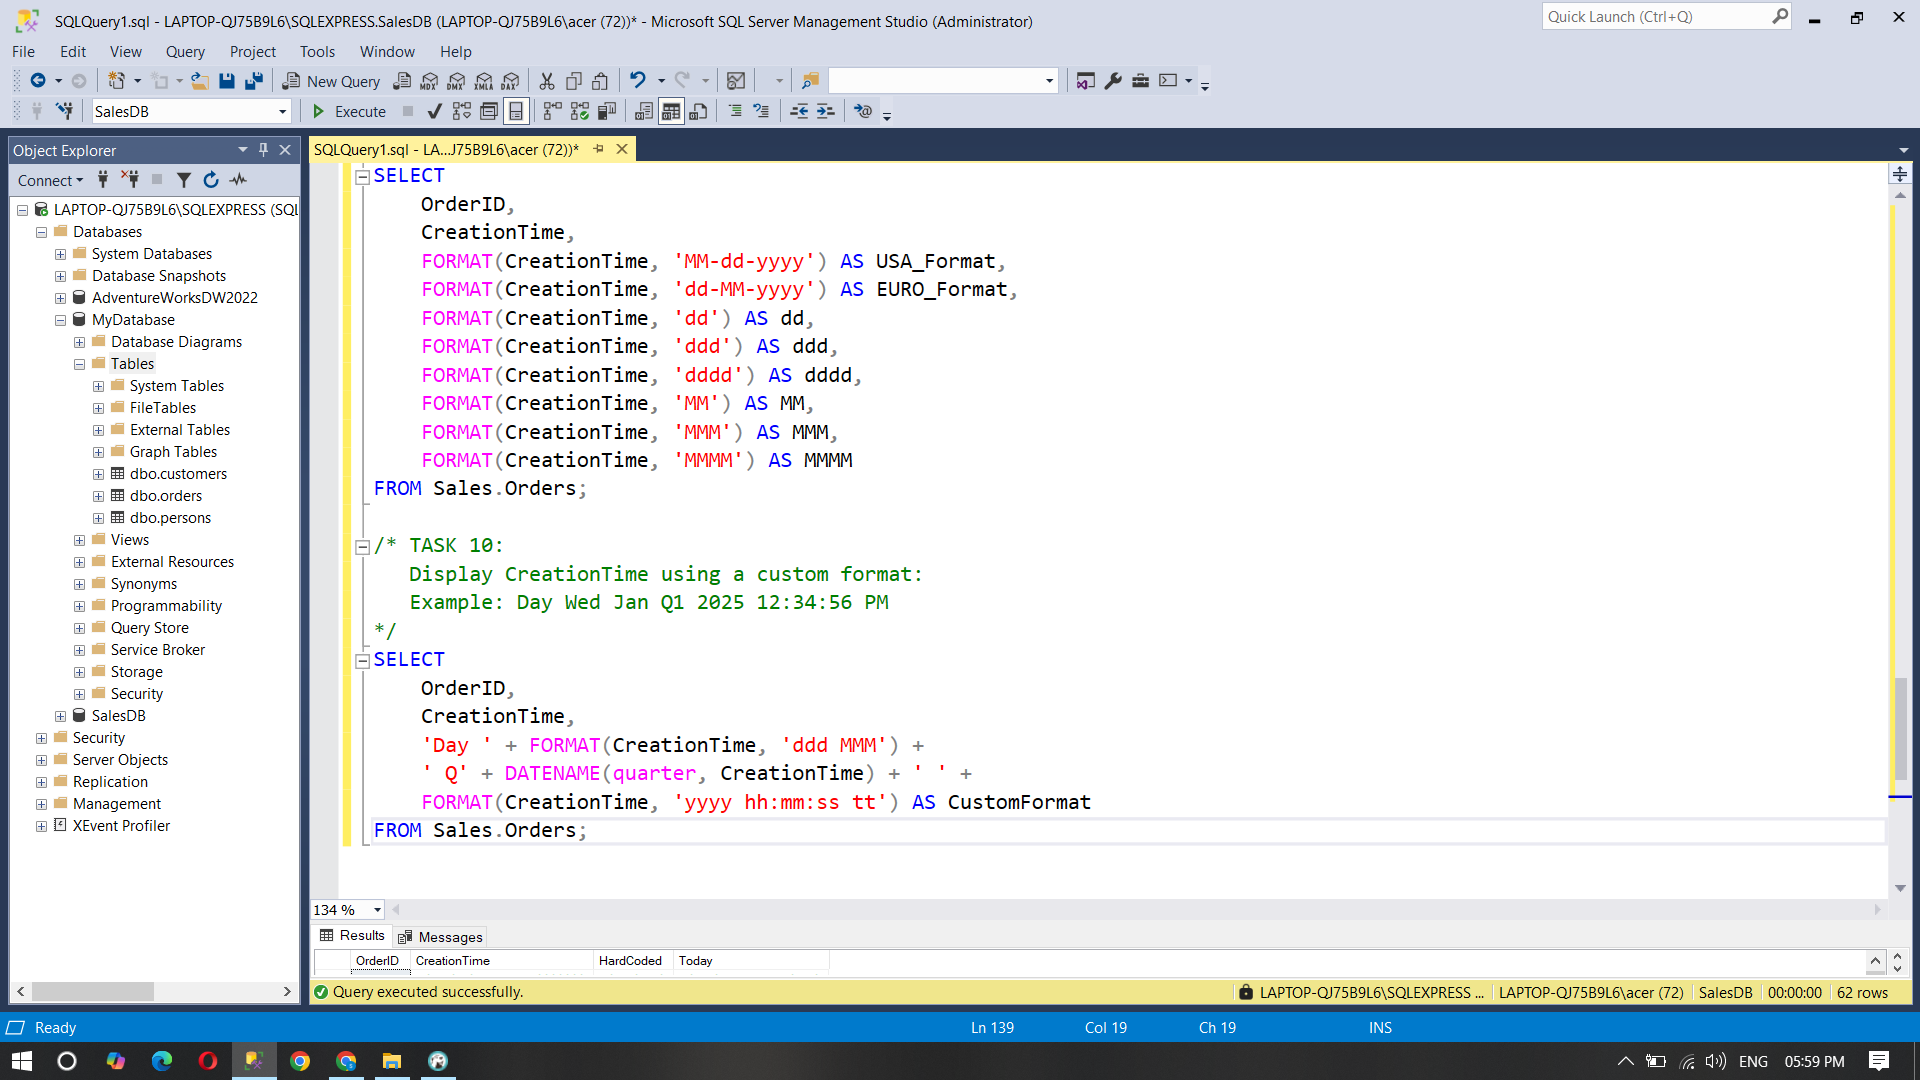 SQLQuery1.sql - LAPTOP-QJ75B9L6\SQLEXPRESS.SalesDB (LAPTOP-QJ75B9L6\acer (72))* - Microsoft SQL Server Management Studio (Administrator)
Quick Launch (Ctrl+Q)
File Edit View Query Project Tools Window Help
New Query
MDX DMX XMLA DAX
SalesDB
Execute
Object Explorer
SQLQuery1.sql - LA...J75B9L6\acer (72))*
Connect
LAPTOP-QJ75B9L6\SQLEXPRESS (SQL
Databases
System Databases
Database Snapshots
AdventureWorksDW2022
MyDatabase
Database Diagrams
Tables
System Tables
FileTables
External Tables
Graph Tables
dbo.customers
dbo.orders
dbo.persons
Views
External Resources
Synonyms
Programmability
Query Store
Service Broker
Storage
Security
SalesDB
Security
Server Objects
Replication
Management
XEvent Profiler
SELECT
OrderID,
CreationTime,
FORMAT(CreationTime, 'MM-dd-yyyy') AS USA_Format,
FORMAT(CreationTime, 'dd-MM-yyyy') AS EURO_Format,
FORMAT(CreationTime, 'dd') AS dd,
FORMAT(CreationTime, 'ddd') AS ddd,
FORMAT(CreationTime, 'dddd') AS dddd,
FORMAT(CreationTime, 'MM') AS MM,
FORMAT(CreationTime, 'MMM') AS MMM,
FORMAT(CreationTime, 'MMMM') AS MMMM
FROM Sales.Orders;
/* TASK 10:
Display CreationTime using a custom format:
Example: Day Wed Jan Q1 2025 12:34:56 PM
*/
SELECT
OrderID,
CreationTime,
'Day ' + FORMAT(CreationTime, 'ddd MMM') +
' Q' + DATENAME(quarter, CreationTime) + ' ' +
FORMAT(CreationTime, 'yyyy hh:mm:ss tt') AS CustomFormat
FROM Sales.Orders;
134 %
Results Messages
OrderID CreationTime HardCoded Today
Query executed successfully.
LAPTOP-QJ75B9L6\SQLEXPRESS ... LAPTOP-QJ75B9L6\acer (72) SalesDB 00:00:00 62 rows
Ready
Ln 139 Col 19 Ch 19 INS
ENG 05:59 PM